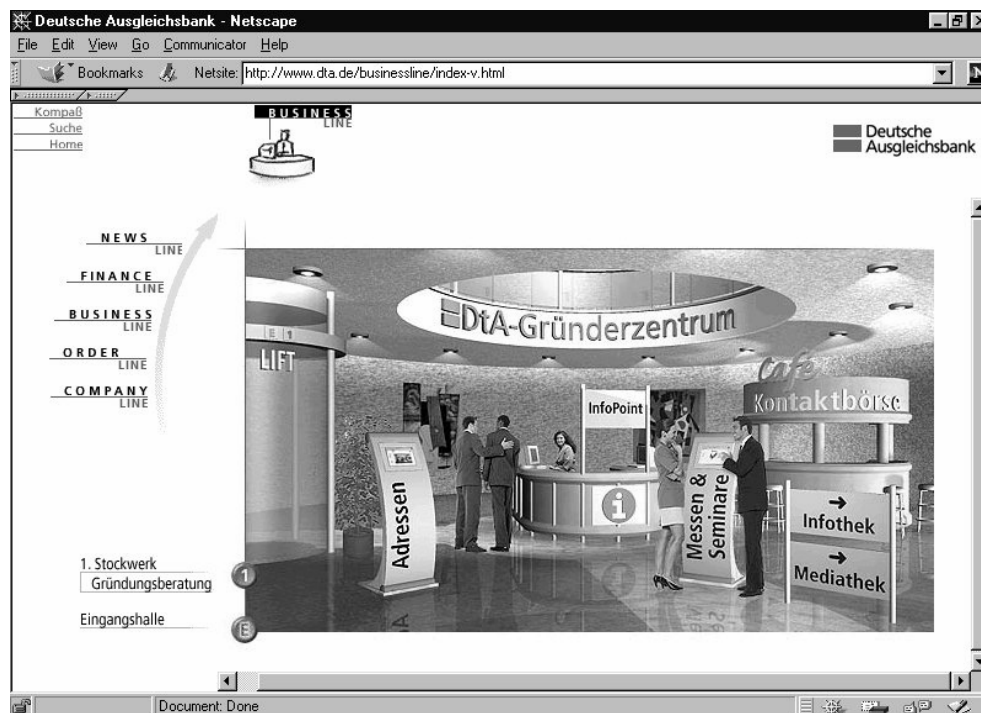 Deutsche Ausgleichsbank - Netscape
File Edit View Go Communicator Help
Bookmarks Netsite: http://www.dta.de/businessline/index-v.html
N
Kompaß
Suche
Home
BUSINESS
LINE
Deutsche
Ausgleichsbank
NEWS
LINE
FINANCE
LINE
BUSINESS
LINE
ORDER
LINE
COMPANY
LINE
DtA-Gründerzentrum
E 1
LIFT
Café
Kontaktbörse
InfoPoint
i
Adressen
Messen &
Seminare
Infothek
Mediathek
1. Stockwerk
Gründungsberatung
1
Eingangshalle
E
Document: Done